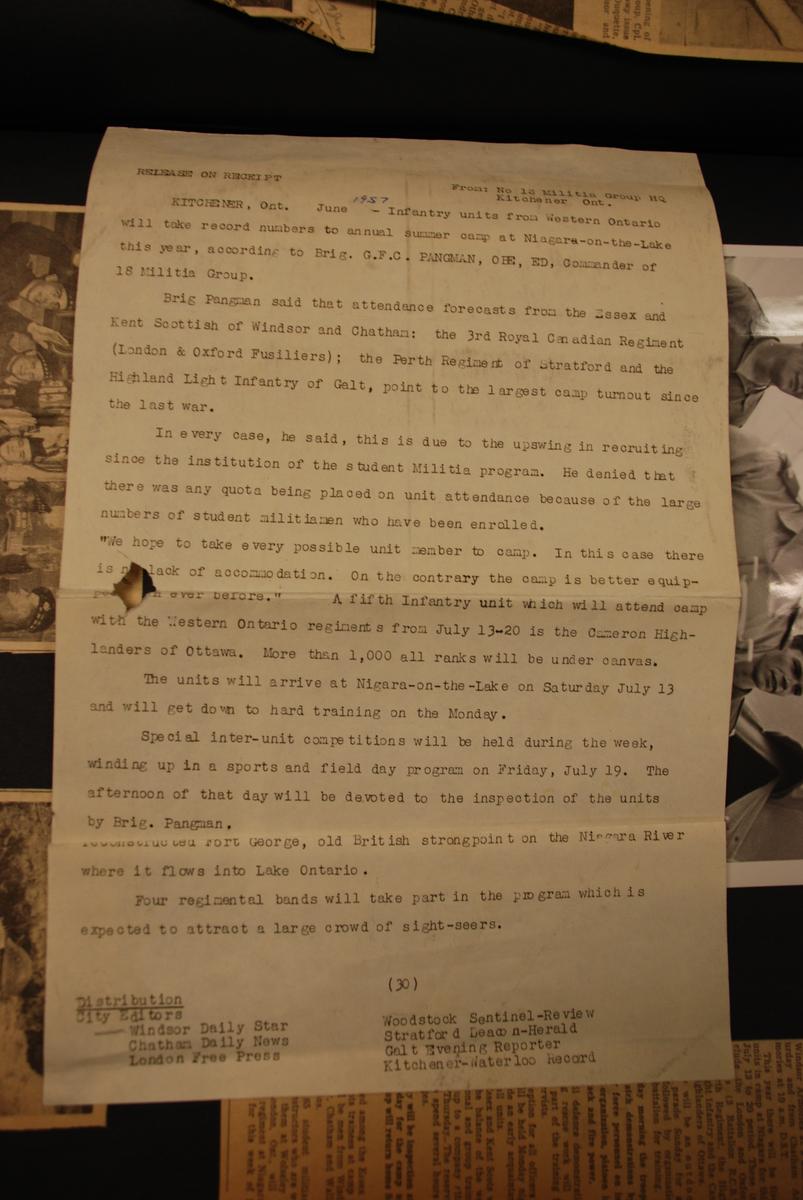 RELEASE ON RECEIPT
From: No 18 Militia Group HQ
Kitchener Ont.
1957
KITCHENER, Ont. June - Infantry units from Western Ontario
will take record numbers to annual summer camp at Niagara-on-the-Lake
this year, according to Brig. G.F.C. PANGMAN, OBE, ED, Commander of
18 Militia Group.
Brig Pangman said that attendance forecasts from the Essex and
Kent Scottish of Windsor and Chatham: the 3rd Royal Canadian Regiment
(London & Oxford Fusiliers); the Perth Regiment of Stratford and the
Highland Light Infantry of Galt, point to the largest camp turnout since
the last war.
In every case, he said, this is due to the upswing in recruiting
since the institution of the student Militia program. He denied that
there was any quota being placed on unit attendance because of the large
numbers of student militiamen who have been enrolled.
"We hope to take every possible unit member to camp. In this case there
is lack of accommodation. On the contrary the camp is better equip-
ever before." A fifth Infantry unit which will attend camp
with the Western Ontario regiments from July 13-20 is the Cameron High-
landers of Ottawa. More than 1,000 all ranks will be under canvas.
The units will arrive at Nigara-on-the-Lake on Saturday July 13
and will get down to hard training on the Monday.
Special inter-unit competitions will be held during the week,
winding up in a sports and field day program on Friday, July 19. The
afternoon of that day will be devoted to the inspection of the units
by Brig. Pangman,
Fort George, old British strongpoint on the Niagara River
where it flows into Lake Ontario.
Four regimental bands will take part in the program which is
expected to attract a large crowd of sight-seers.
(30)
Distribution
City Editors
Windsor Daily Star
Chatham Daily News
London Free Press
Woodstock Sentinel-Review
Stratford Beacon-Herald
Galt Evening Reporter
Kitchener-Waterloo Record